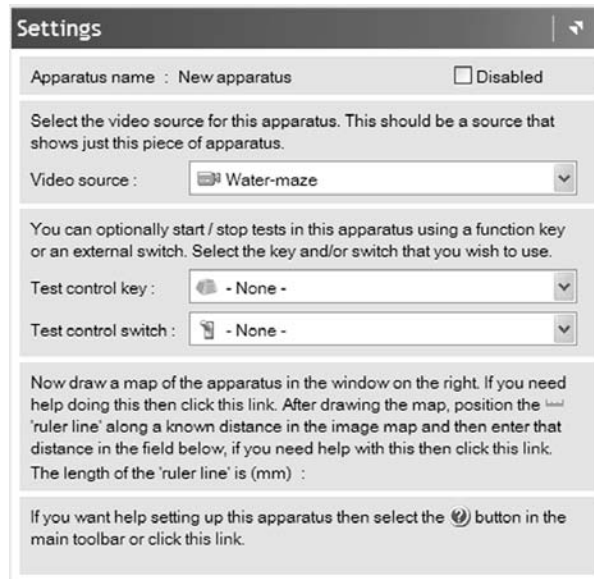 Settings
Apparatus name : New apparatus Disabled
Select the video source for this apparatus. This should be a source that
shows just this piece of apparatus.
Video source : Water-maze
You can optionally start / stop tests in this apparatus using a function key
or an external switch. Select the key and/or switch that you wish to use.
Test control key : - None -
Test control switch : - None -
Now draw a map of the apparatus in the window on the right. If you need
help doing this then click this link. After drawing the map, position the
'ruler line' along a known distance in the image map and then enter that
distance in the field below, if you need help with this then click this link.
The length of the 'ruler line' is (mm) :
If you want help setting up this apparatus then select the ? button in the
main toolbar or click this link.